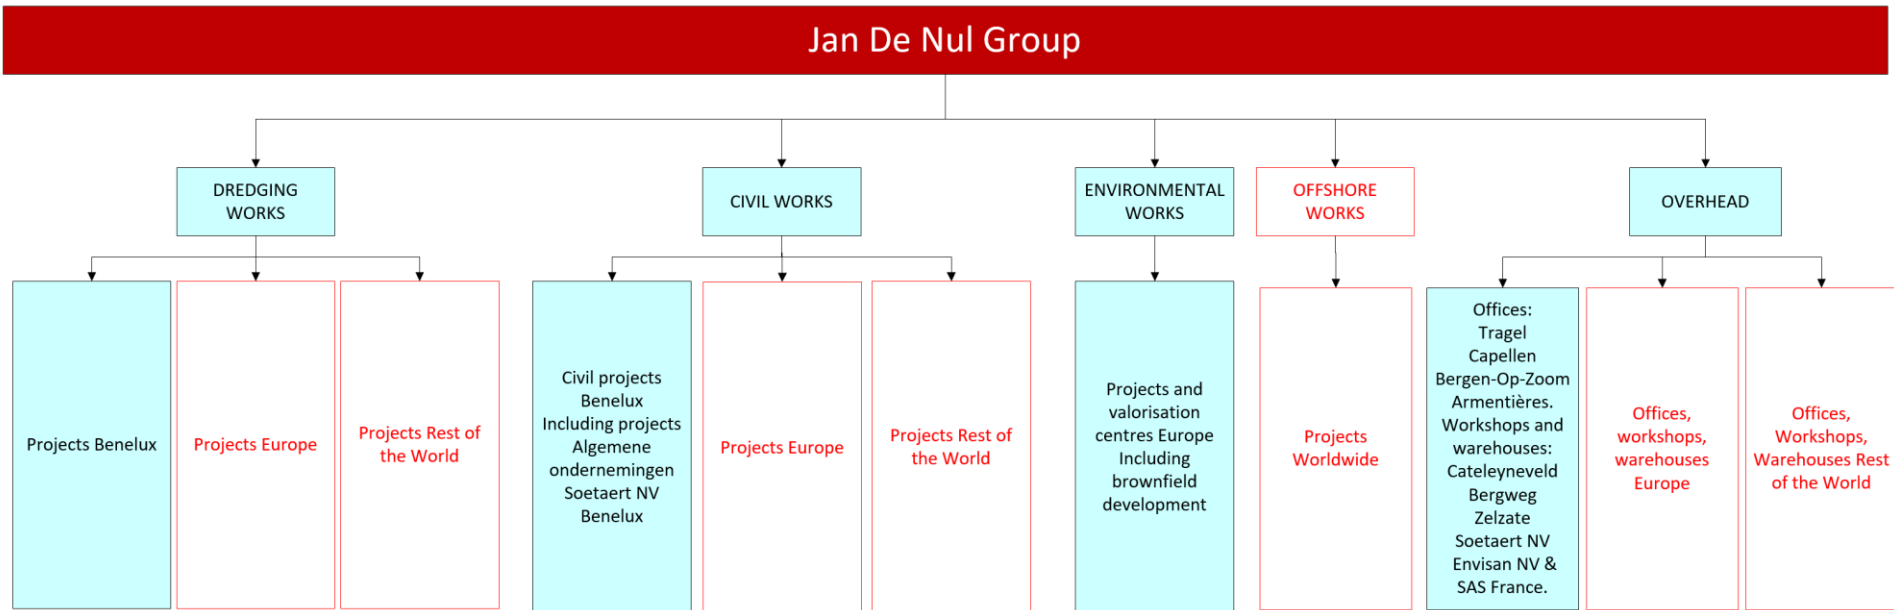 Jan De Nul Group
DREDGING
WORKS
CIVIL WORKS
ENVIRONMENTAL
WORKS
OFFSHORE
WORKS
OVERHEAD
Projects Benelux
Projects Europe
Projects Rest of
the World
Civil projects
Benelux
Including projects
Algemene
ondernemingen
Soetaert NV
Benelux
Projects Europe
Projects Rest of
the World
Projects and
valorisation
centres Europe
Including
brownfield
development
Projects
Worldwide
Offices:
Tragel
Capellen
Bergen-Op-Zoom
Armentières.
Workshops and
warehouses:
Cateleyneveld
Bergweg
Zelzate
Soetaert NV
Envisan NV &
SAS France.
Offices,
workshops,
warehouses
Europe
Offices,
Workshops,
Warehouses Rest
of the World